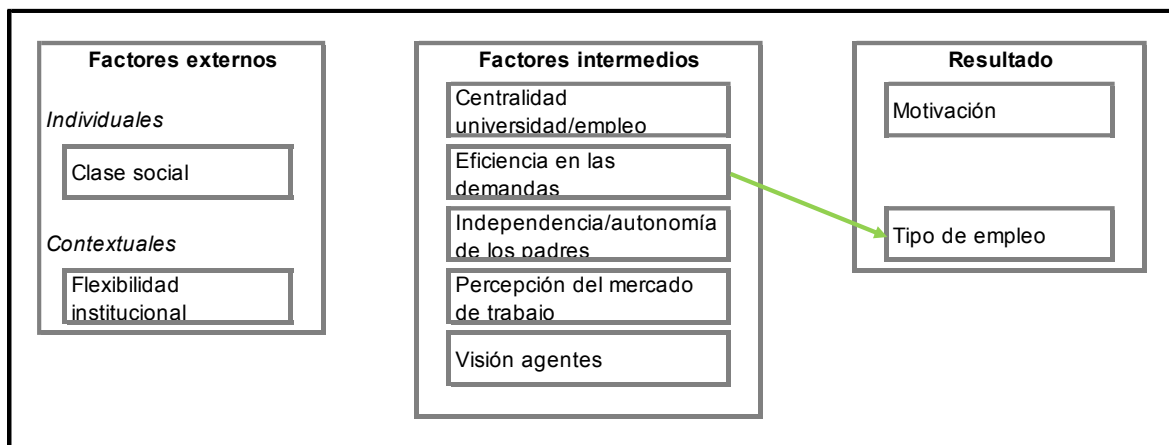 Factores externos
Individuales
Clase social
Contextuales
Flexibilidad
institucional
Factores intermedios
Centralidad
universidad/empleo
Eficiencia en las
demandas
Independencia/autonomía
de los padres
Percepción del mercado
de trabajo
Visión agentes
Resultado
Motivación
Tipo de empleo